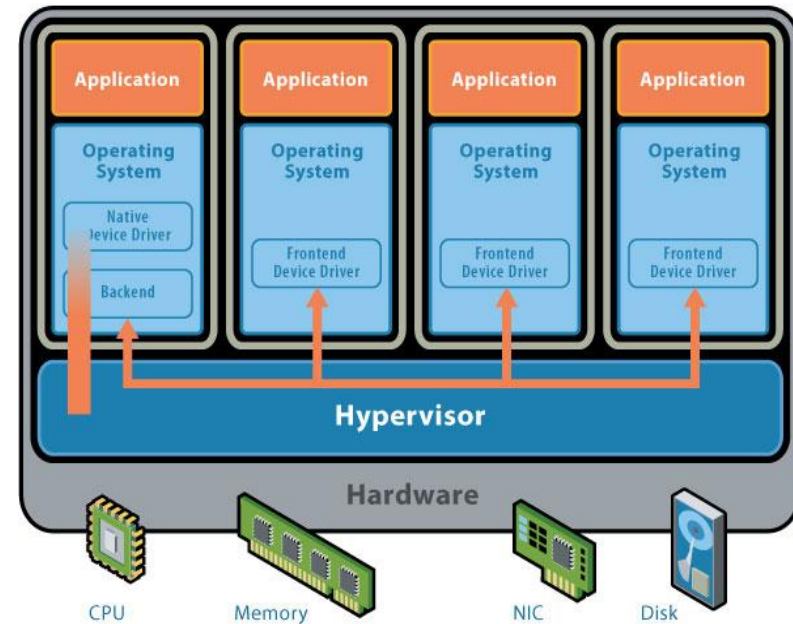 Application
Application
Application
Application
Operating
System
Operating
System
Operating
System
Operating
System
Native
Device Driver
Backend
Frontend
Device Driver
Frontend
Device Driver
Frontend
Device Driver
Hypervisor
Hardware
CPU
Memory
NIC
Disk